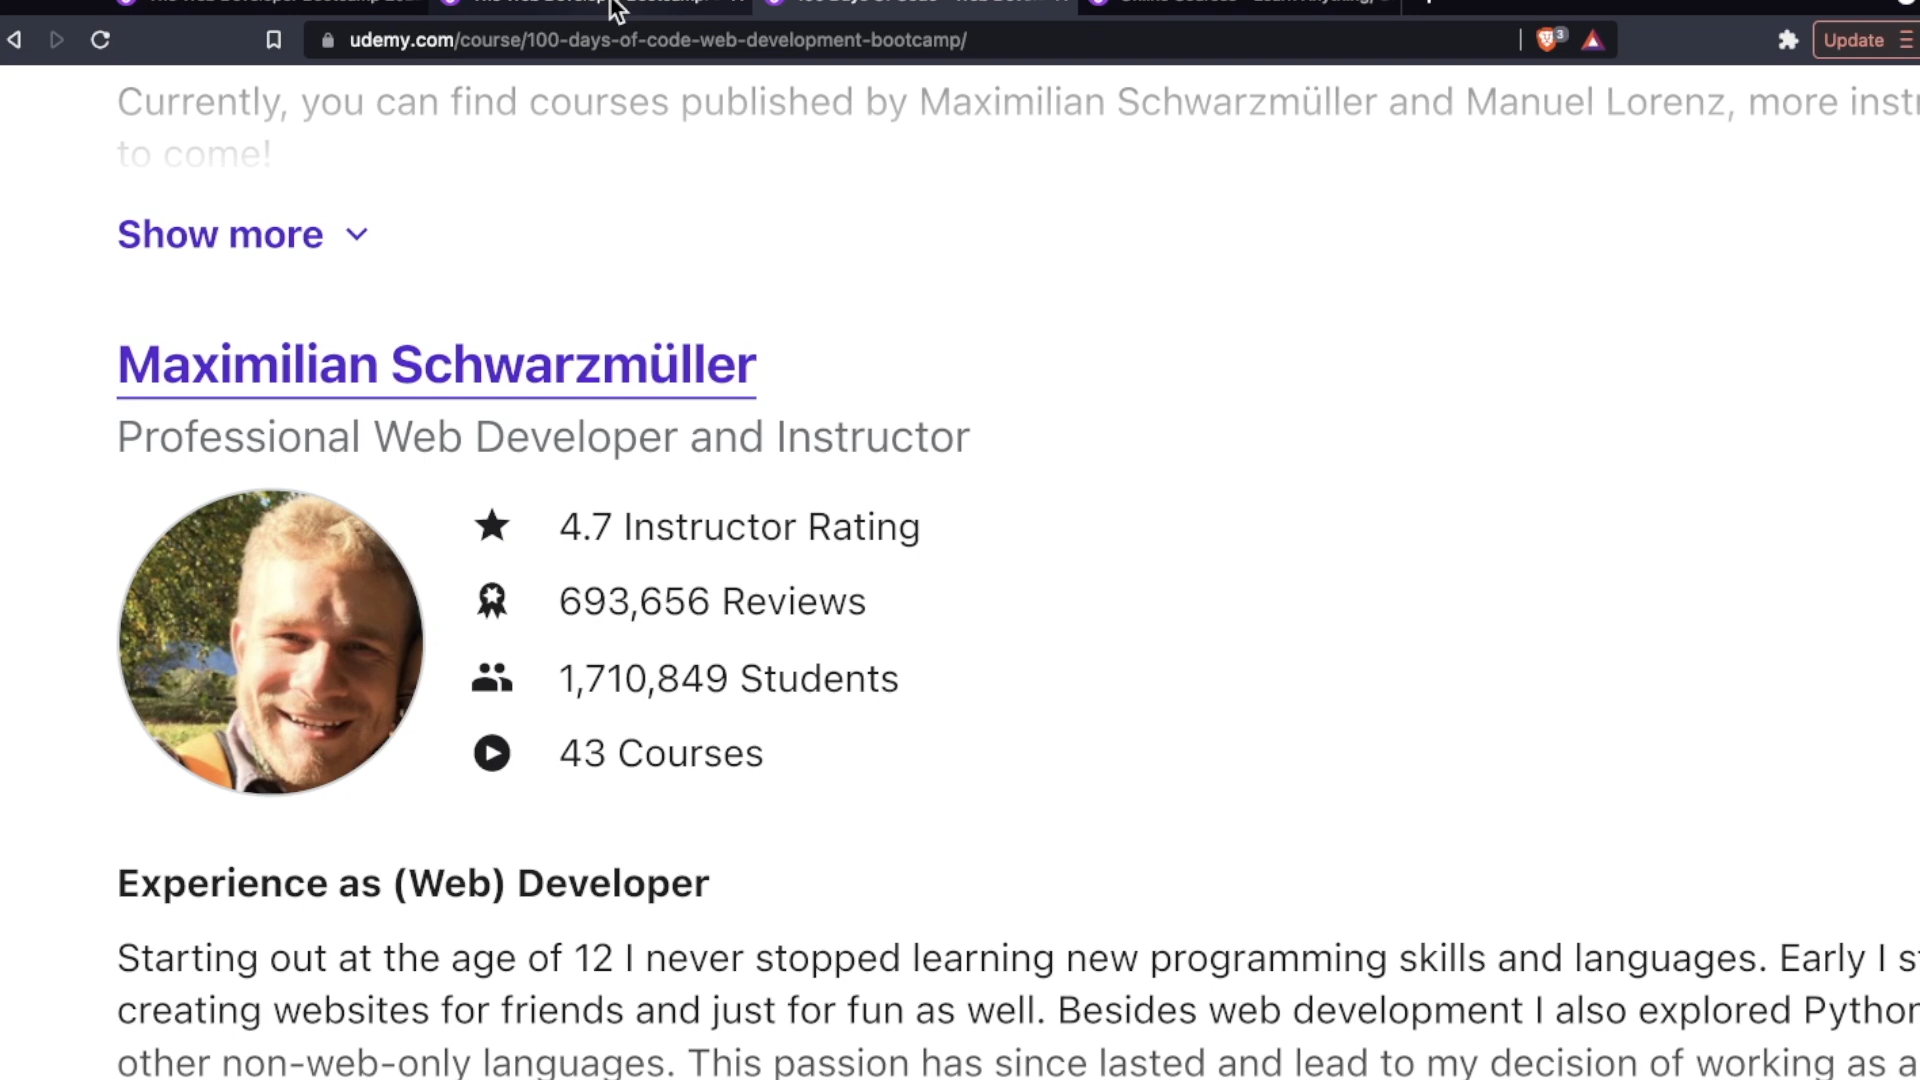 udemy.com/course/100-days-of-code-web-development-bootcamp/
3
Update
Currently, you can find courses published by Maximilian Schwarzmüller and Manuel Lorenz, more
to come!
Show more
Maximilian Schwarzmüller
Professional Web Developer and Instructor
4.7 Instructor Rating
693,656 Reviews
1,710,849 Students
43 Courses
Experience as (Web) Developer
Starting out at the age of 12 I never stopped learning new programming skills and languages. Early I
creating websites for friends and just for fun as well. Besides web development I also explored Python
other non-web-only languages. This passion has since lasted and lead to my decision of working as a